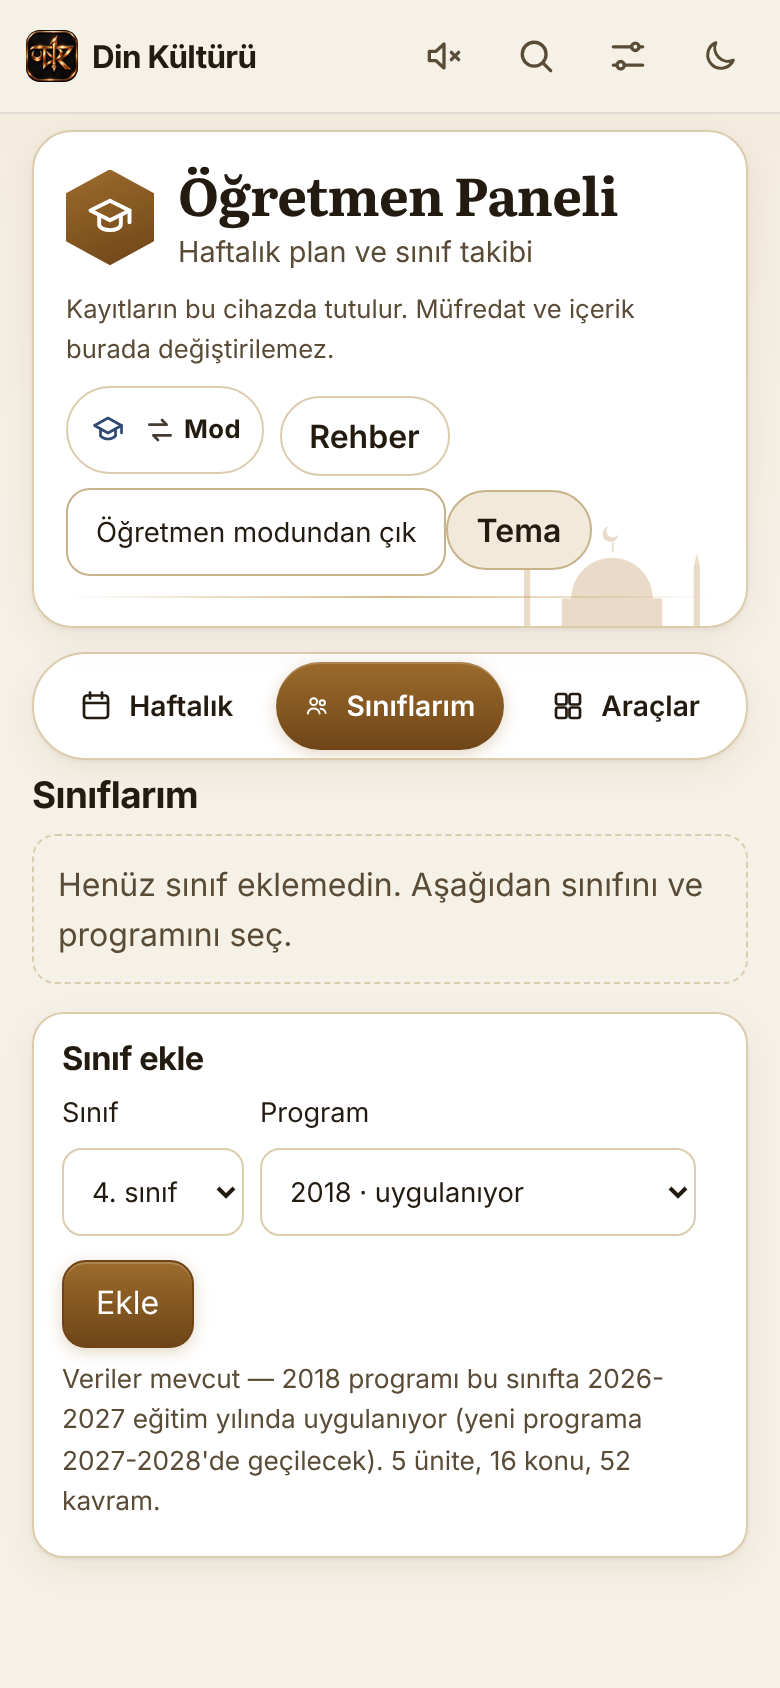 Din Kültürü
Öğretmen Paneli
Haftalık plan ve sınıf takibi
Kayıtların bu cihazda tutulur. Müfredat ve içerik
burada değiştirilemez.
Mod
Rehber
Öğretmen modundan çık
Tema
Haftalık
Sınıflarım
Araçlar
Sınıflarım
Henüz sınıf eklemedin. Aşağıdan sınıfını ve
programını seç.
Sınıf ekle
Sınıf
Program
4. sınıf
2018 · uygulanıyor
Ekle
Veriler mevcut — 2018 programı bu sınıfta 2026-
2027 eğitim yılında uygulanıyor (yeni programa
2027-2028'de geçilecek). 5 ünite, 16 konu, 52
kavram.